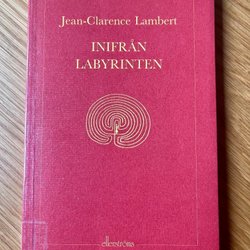 Jean-Clarence Lambert
INIFRÅN
LABYRINTEN
ellerströms